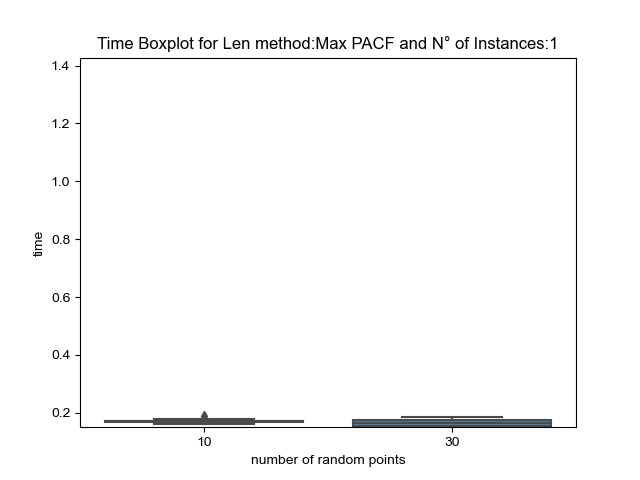 Time Boxplot for Len method:Max PACF and N° of Instances:1
1.4
1.2
1.0
0.8
0.6
0.4
0.2
time
10 30
number of random points